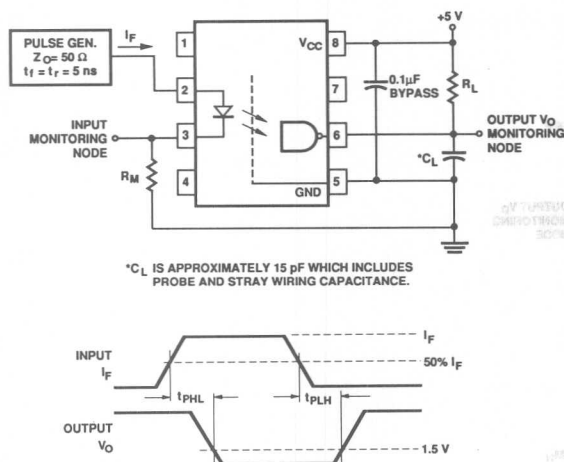 +5 V
PULSE GEN.
Z_O = 50 Ω
t_f = t_r = 5 ns
I_F
1
V_CC
8
2
7
0.1µF
BYPASS
R_L
INPUT
MONITORING
NODE
3
6
OUTPUT V_O
MONITORING
NODE
R_M
*C_L
4
GND
5
*C_L IS APPROXIMATELY 15 pF WHICH INCLUDES
PROBE AND STRAY WIRING CAPACITANCE.
I_F
INPUT
I_F
50% I_F
t_PHL
t_PLH
OUTPUT
V_O
1.5 V